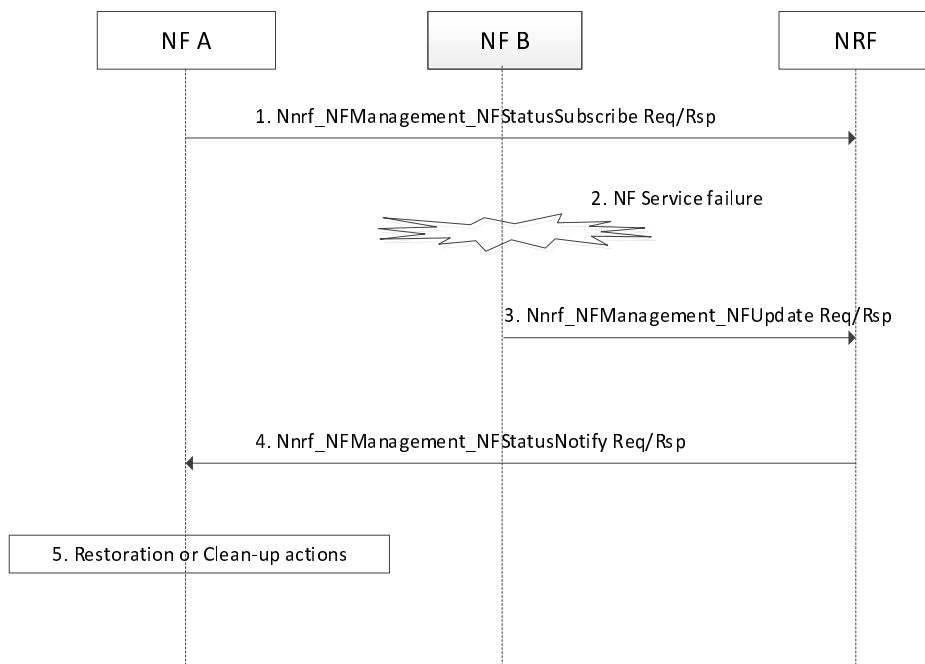 NF A
NF B
NRF
1. Nnrf_NFManagement_NFStatusSubscribe Req/Rsp
2. NF Service failure
3. Nnrf_NFManagement_NFUpdate Req/Rsp
4. Nnrf_NFManagement_NFStatusNotify Req/Rsp
5. Restoration or Clean-up actions